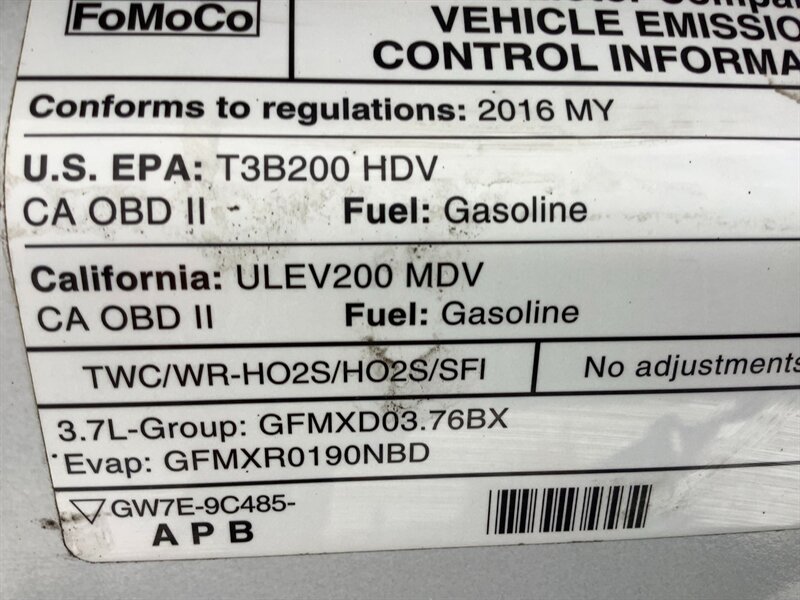 FoMoCo
VEHICLE EMISSIO
CONTROL INFORMA
Conforms to regulations: 2016 MY
U.S. EPA: T3B200 HDV
CA OBD II - Fuel: Gasoline
California: ULEV200 MDV
CA OBD II Fuel: Gasoline
TWC/WR-HO2S/HO2S/SFI No adjustments
3.7L-Group: GFMXD03.76BX
Evap: GFMXR0190NBD
GW7E-9C485-
A P B